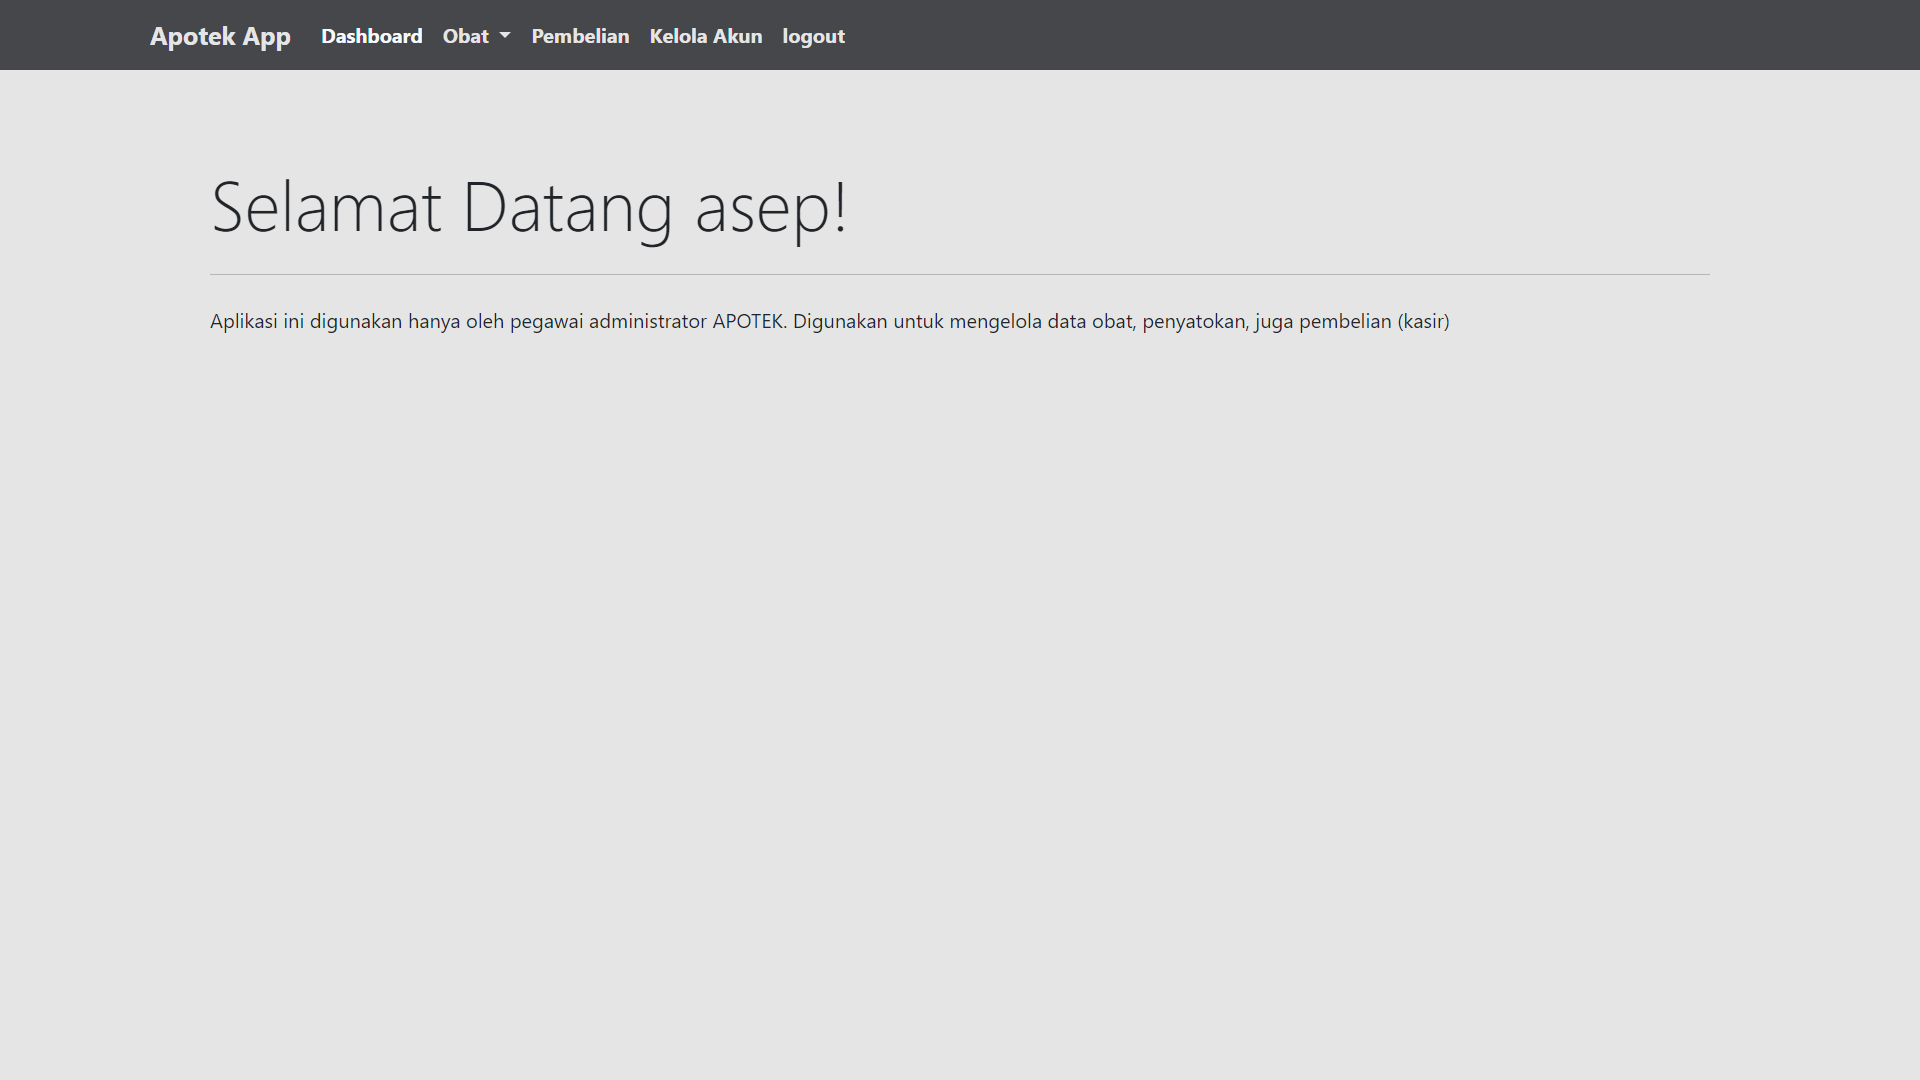 Apotek App Dashboard Obat Pembelian Kelola Akun logout
Selamat Datang asep!
Aplikasi ini digunakan hanya oleh pegawai administrator APOTEK. Digunakan untuk mengelola data obat, penyatokan, juga pembelian (kasir)